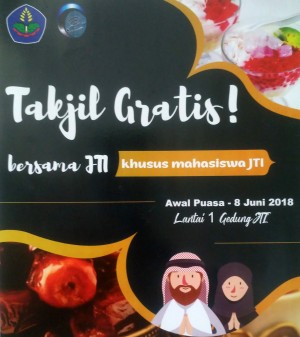 Takjil Gratis!
bersama JTI khusus mahasiswa JTI
Awal Puasa - 8 Juni 2018
Lantai 1 Gedung JTI